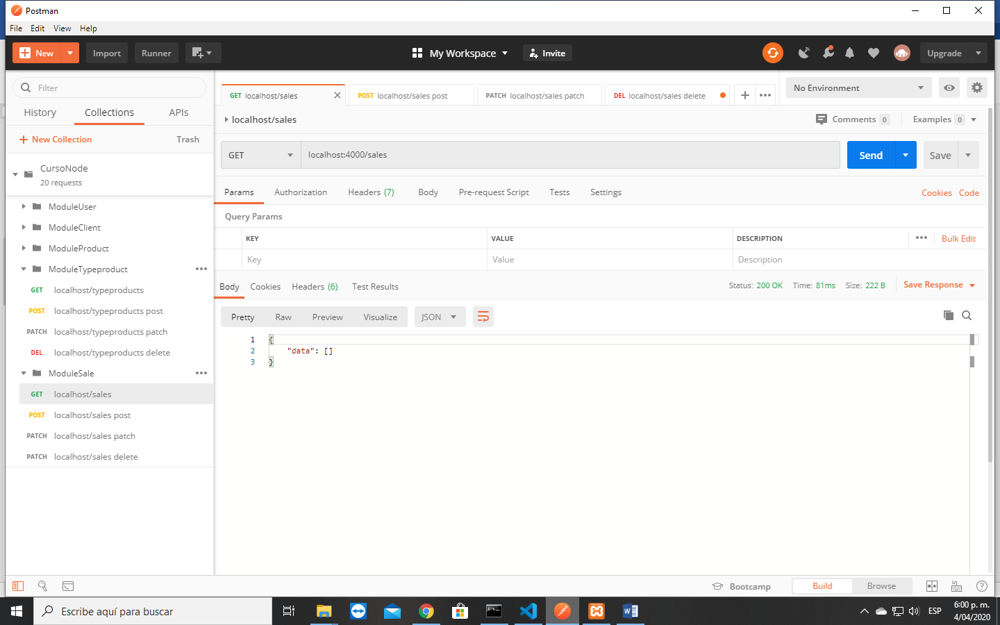 Postman
File Edit View Help
New Import Runner My Workspace Invite Upgrade
Filter
History Collections APIs
New Collection Trash
CursoNode
20 requests
ModuleUser
ModuleClient
ModuleProduct
ModuleTypeproduct
GET localhost/typeproducts
POST localhost/typeproducts post
PATCH localhost/typeproducts patch
DEL localhost/typeproducts delete
ModuleSale
GET localhost/sales
POST localhost/sales post
PATCH localhost/sales patch
PATCH localhost/sales delete
GET localhost/sales POST localhost/sales post PATCH localhost/sales patch DEL localhost/sales delete No Environment
localhost/sales Comments 0 Examples 0
GET localhost:4000/sales Send Save
Params Authorization Headers (7) Body Pre-request Script Tests Settings Cookies Code
Query Params
KEY VALUE DESCRIPTION Bulk Edit
Key Value Description
Body Cookies Headers (6) Test Results Status: 200 OK Time: 81ms Size: 222 B Save Response
Pretty Raw Preview Visualize JSON
1 {
2 "data": []
3 }
Bootcamp Build Browse
Escribe aquí para buscar
ESP
6:00 p. m.
4/04/2020